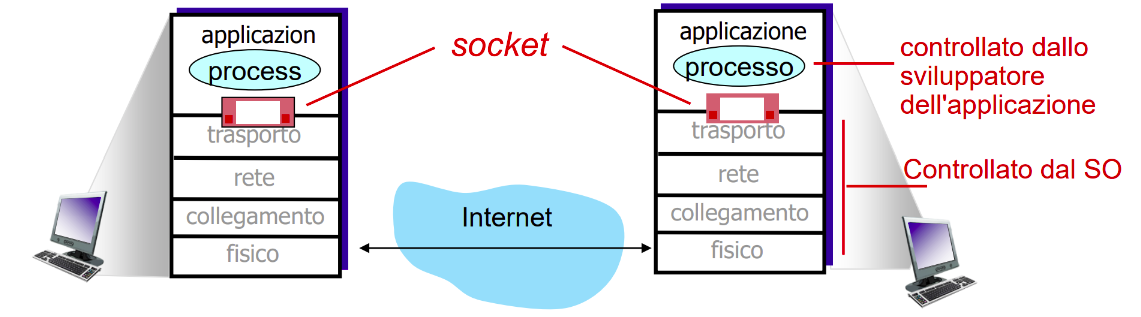 applicazion
process
trasporto
rete
collegamento
fisico
socket
Internet
applicazione
processo
trasporto
rete
collegamento
fisico
controllato dallo
sviluppatore
dell'applicazione
Controllato dal SO